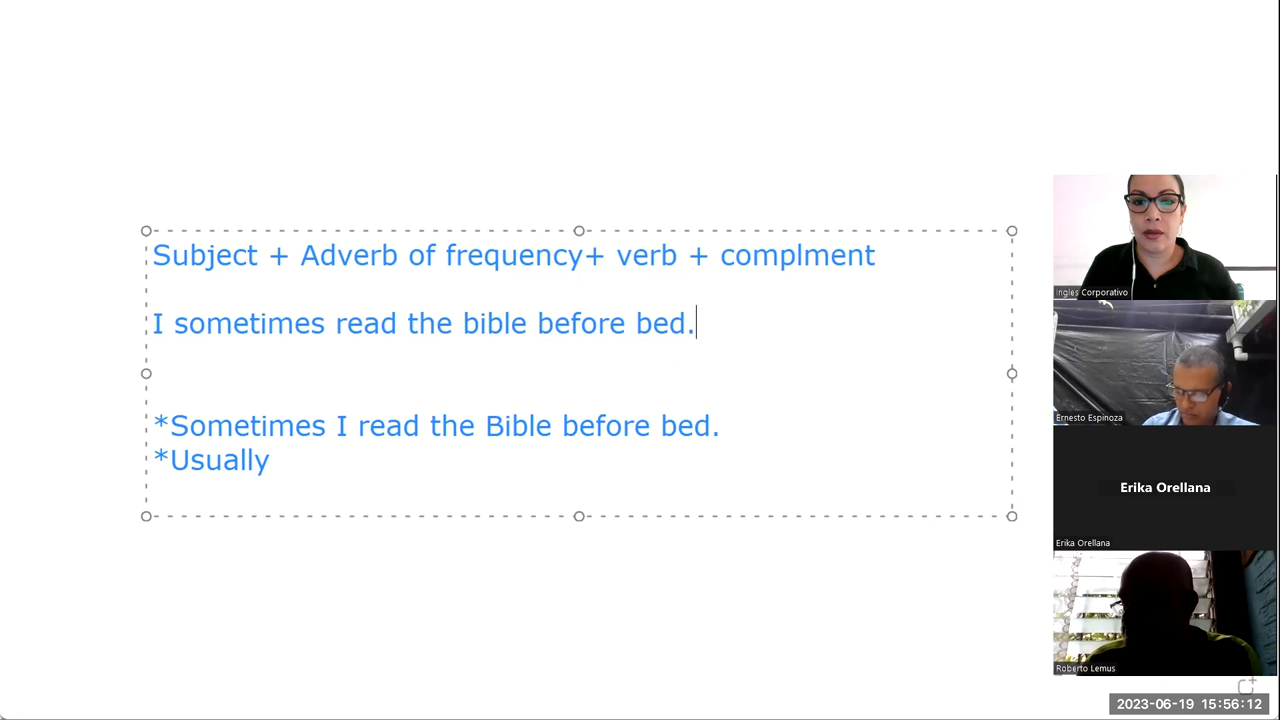 Subject + Adverb of frequency+ verb + complment
I sometimes read the bible before bed.
*Sometimes I read the Bible before bed.
*Usually
Ingles Corporativo
Ernesto Espinoza
Erika Orellana
Erika Orellana
Roberto Lemus
2023-06-19 15:56:12